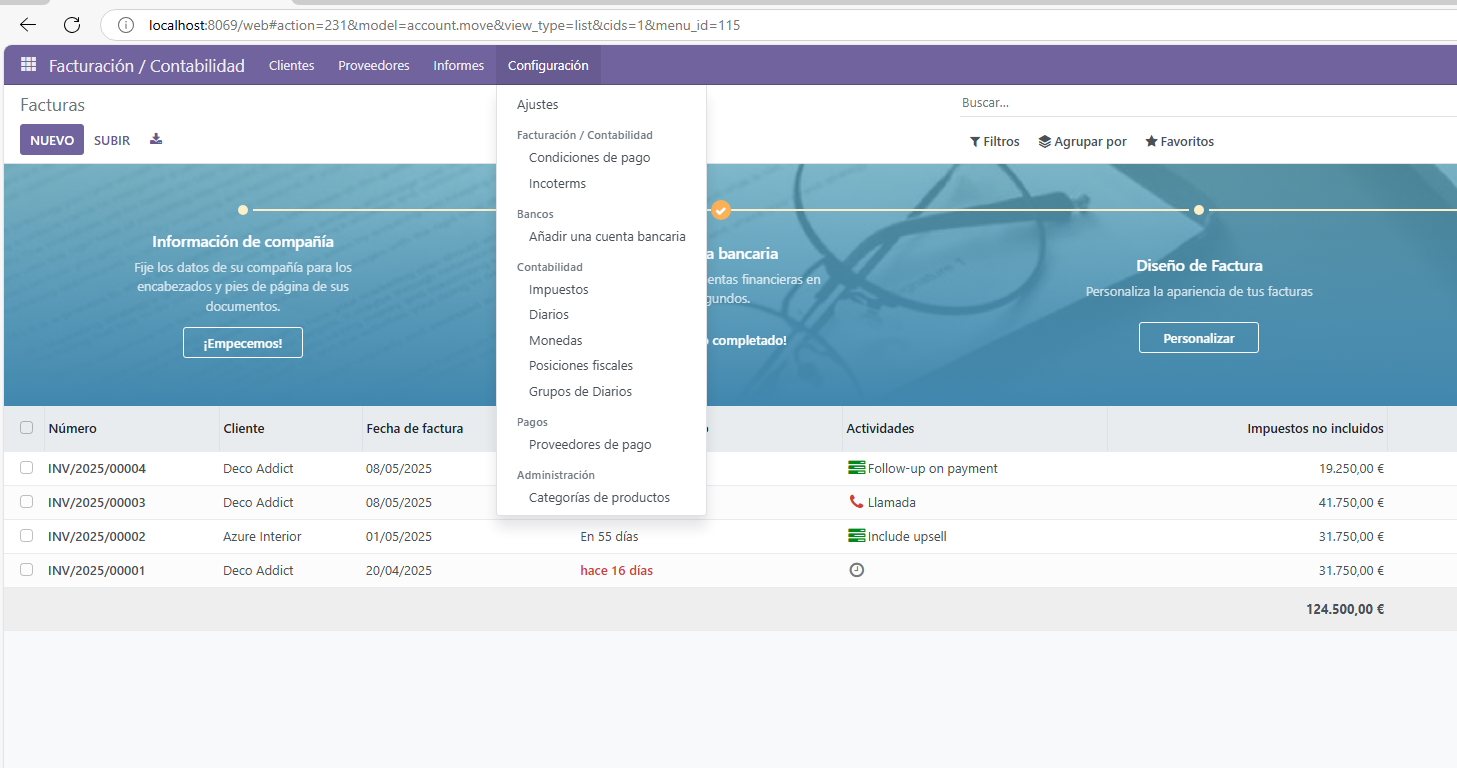 localhost:8069/web#action=231&model=account.move&view_type=list&cids=1&menu_id=115
Facturación / Contabilidad
Clientes
Proveedores
Informes
Configuración
Facturas
Buscar...
NUEVO
SUBIR
Filtros
Agrupar por
Favoritos
Ajustes
Facturación / Contabilidad
Condiciones de pago
Incoterms
Bancos
Añadir una cuenta bancaria
Contabilidad
Impuestos
Diarios
Monedas
Posiciones fiscales
Grupos de Diarios
Pagos
Proveedores de pago
Administración
Categorías de productos
Información de compañía
Fije los datos de su compañía para los
encabezados y pies de página de sus
documentos.
¡Empecemos!
a bancaria
entas financieras en
gundos.
completado!
Diseño de Factura
Personaliza la apariencia de tus facturas
Personalizar
Número Cliente Fecha de factura Actividades Impuestos no incluidos
INV/2025/00004 Deco Addict 08/05/2025 Follow-up on payment 19.250,00 €
INV/2025/00003 Deco Addict 08/05/2025 Llamada 41.750,00 €
INV/2025/00002 Azure Interior 01/05/2025 En 55 días Include upsell 31.750,00 €
INV/2025/00001 Deco Addict 20/04/2025 hace 16 días 31.750,00 €
124.500,00 €